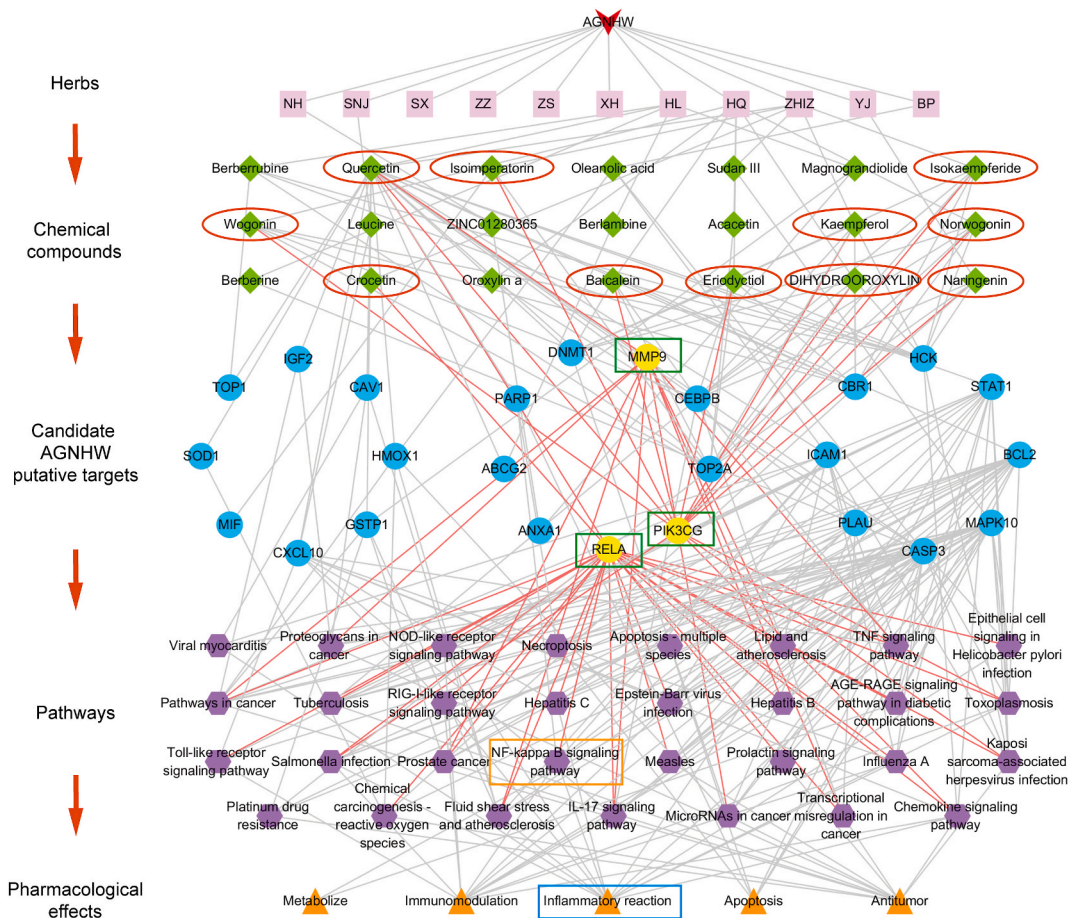 AGNHW
Herbs
NH
SNJ
SX
ZZ
ZS
XH
HL
HQ
ZHIZ
YJ
BP
Chemical
compounds
Berberrubine
Quercetin
Isoimperatorin
Oleanolic acid
Sudan III
Magnograndiolide
Isokaempferide
Wogonin
Leucine
ZINC01280365
Berlambine
Acacetin
Kaempferol
Norwogonin
Berberine
Crocetin
Oroxylin a
Baicalein
Eriodyctiol
DIHYDROOROXYLIN
Naringenin
Candidate
AGNHW
putative targets
IGF2
DNMT1
MMP9
HCK
TOP1
CAV1
PARP1
CEBPB
CBR1
STAT1
SOD1
HMOX1
ABCG2
TOP2A
ICAM1
BCL2
MIF
GSTP1
ANXA1
PIK3CG
PLAU
MAPK10
CXCL10
RELA
CASP3
Pathways
Viral myocarditis
Proteoglycans in
cancer
NOD-like receptor
signaling pathway
Necroptosis
Apoptosis - multiple
species
Lipid and
atherosclerosis
TNF signaling
pathway
Epithelial cell
signaling in
Helicobacter pylori
infection
Pathways in cancer
Tuberculosis
RIG-I-like receptor
signaling pathway
Hepatitis C
Epstein-Barr virus
infection
Hepatitis B
AGE-RAGE signaling
pathway in diabetic
complications
Toxoplasmosis
Toll-like receptor
signaling pathway
Salmonella infection
Prostate cancer
NF-kappa B signaling
pathway
Measles
Prolactin signaling
pathway
Influenza A
Kaposi
sarcoma-associated
herpesvirus infection
Platinum drug
resistance
Chemical
carcinogenesis -
reactive oxygen
species
Fluid shear stress
and atherosclerosis
IL-17 signaling
pathway
MicroRNAs in cancer
Transcriptional
misregulation in
cancer
Chemokine signaling
pathway
Pharmacological
effects
Metabolize
Immunomodulation
Inflammatory reaction
Apoptosis
Antitumor